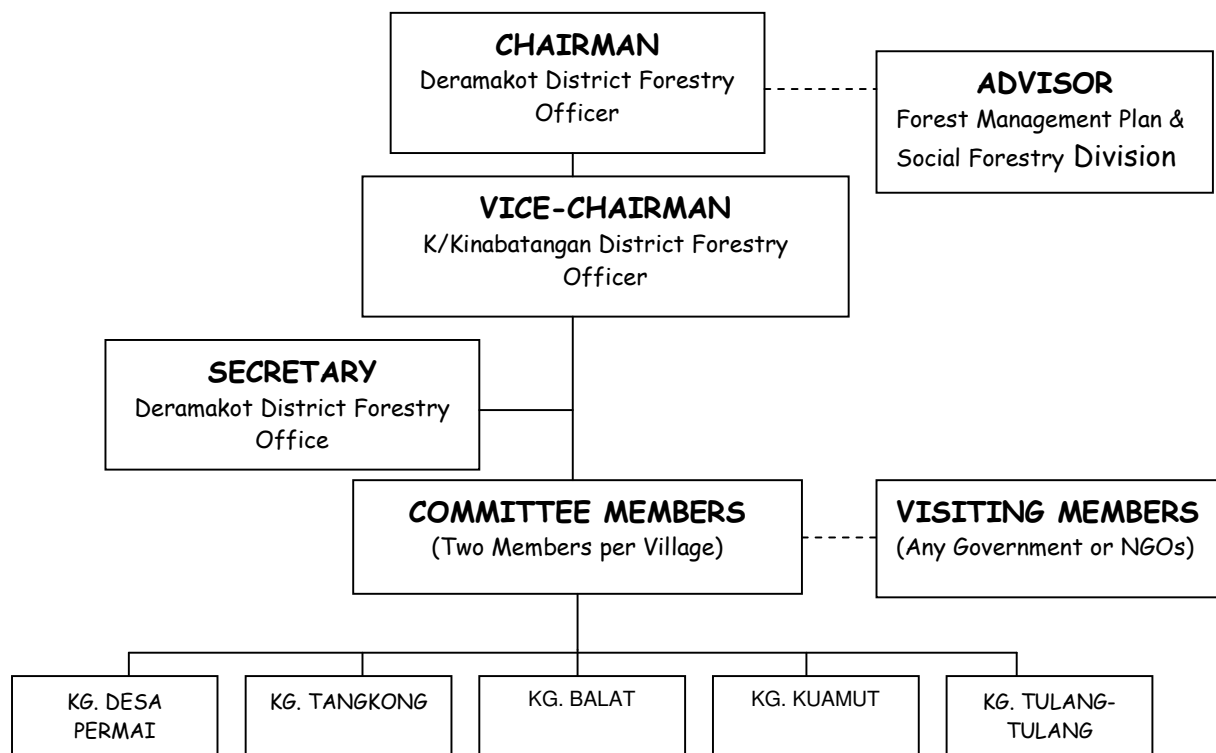 CHAIRMAN
Deramakot District Forestry
Officer
ADVISOR
Forest Management Plan &
Social Forestry Division
VICE-CHAIRMAN
K/Kinabatangan District Forestry
Officer
SECRETARY
Deramakot District Forestry
Office
COMMITTEE MEMBERS
(Two Members per Village)
VISITING MEMBERS
(Any Government or NGOs)
KG. DESA
PERMAI
KG. TANGKONG
KG. BALAT
KG. KUAMUT
KG. TULANG-
TULANG